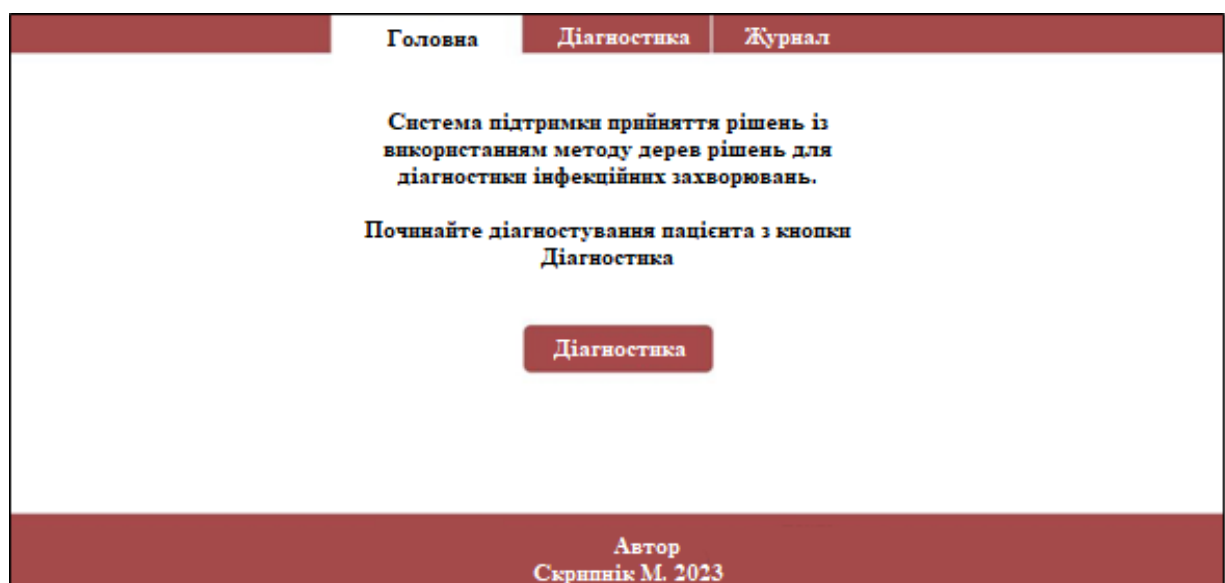 Головна Діагностика Журнал
Система підтримки прийняття рішень із
використанням методу дерев рішень для
діагностики інфекційних захворювань.
Починайте діагностування пацієнта з кнопки
Діагностика
Діагностика
Автор
Скрипнік М. 2023